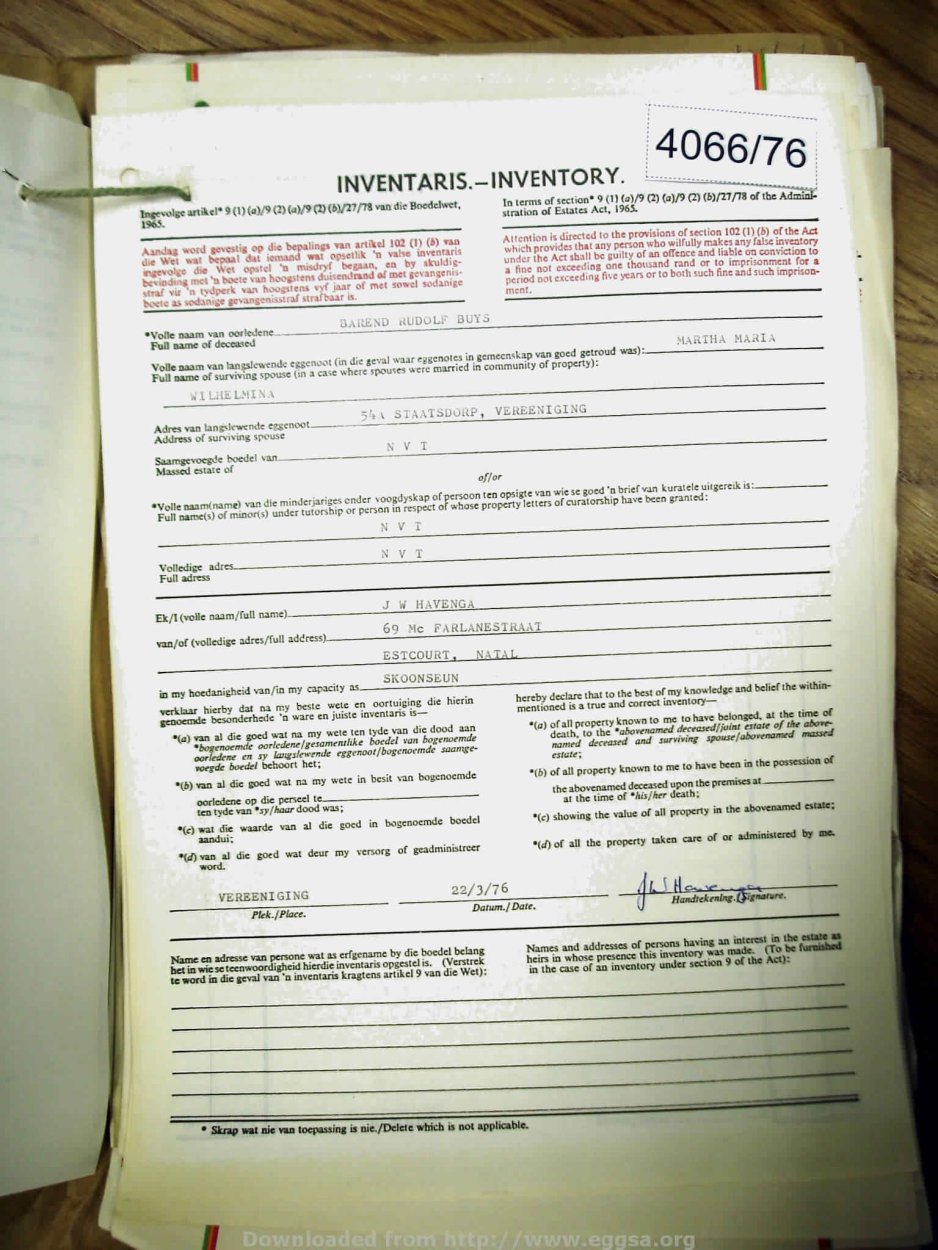 4066/76
INVENTARIS.—INVENTORY.
Ingevolge artikel* 9 (1) (a)/9 (2) (a)/9 (2) (b)/27/78 van die Boedelwet,
1965.
In terms of section* 9 (1) (a)/9 (2) (a)/9 (2) (b)/27/78 of the Admini-
stration of Estates Act, 1965.
Aandag word gevestig op die bepalings van artikel 102 (1) (b) van
die Wet wat bepaal dat iemand wat opsetlik 'n valse inventaris
ingevolge die Wet opstel 'n misdryf begaan, en by skuldig-
bevinding met 'n boete van hoogstens duisendrand of met gevangenis-
straf vir 'n tydperk van hoogstens vyf jaar of met sowel sodanige
boete as sodanige gevangenisstraf strafbaar is.
Attention is directed to the provisions of section 102 (1) (b) of the Act
which provides that any person who wilfully makes any false inventory
under the Act shall be guilty of an offence and liable on conviction to
a fine not exceeding one thousand rand or to imprisonment for a
period not exceeding five years or to both such fine and such imprison-
ment.
BAREND RUDOLF BUYS
*Volle naam van oorledene
Full name of deceased
MARTHA MARIA
Volle naam van langslewende eggenoot (in die geval waar eggenotes in gemeenskap van goed getroud was):
Full name of surviving spouse (in a case where spouses were married in community of property):
WILHELMINA
54A STAATSDORP, VEREENIGING
Adres van langslewende eggenoot
Address of surviving spouse
N V T
Saamgevoegde boedel van
Massed estate of
of/or
*Volle naam(name) van die minderjariges onder voogdyskap of persoon ten opsigte van wie se goed 'n brief van kuratele uitgereik is:
Full name(s) of minor(s) under tutorship or person in respect of whose property letters of curatorship have been granted:
N V T
N V T
Volledige adres
Full adress
J W HAVENGA
Ek/I (volle naam/full name)
69 Mc FARLANESTRAAT
van/of (volledige adres/full address)
ESTCOURT, NATAL
SKOONSEUN
in my hoedanigheid van/in my capacity as
verklaar hierby dat na my beste wete en oortuiging die hierin
genoemde besonderhede 'n ware en juiste inventaris is—
*(a) van al die goed wat na my wete ten tyde van die dood aan
*bogenoemde oorledene/gesamentlike boedel van bogenoemde
oorledene en sy langslewende eggenoot/bogenoemde saamge-
voegde boedel behoort het;
*(b) van al die goed wat na my wete in besit van bogenoemde
oorledene op die perseel te
ten tyde van *sy/haar dood was;
*(c) wat die waarde van al die goed in bogenoemde boedel
aandui;
*(d) van al die goed wat deur my versorg of geadministreer
word.
hereby declare that to the best of my knowledge and belief the within-
mentioned is a true and correct inventory—
*(a) of all property known to me to have belonged, at the time of
death, to the *abovenamed deceased/joint estate of the above-
named deceased and surviving spouse/abovenamed massed
estate;
*(b) of all property known to me to have been in the possession of
the abovenamed deceased upon the premises at
at the time of *his/her death;
*(c) showing the value of all property in the abovenamed estate;
*(d) of all the property taken care of or administered by me.
VEREENIGING
22/3/76
JW Havenga
Plek./Place.
Datum./Date.
Handtekening./Signature.
Name en adresse van persone wat as erfgename by die boedel belang
het in wie se teenwoordigheid hierdie inventaris opgestel is. (Verstrek
te word in die geval van 'n inventaris kragtens artikel 9 van die Wet):
Names and addresses of persons having an interest in the estate as
heirs in whose presence this inventory was made. (To be furnished
in the case of an inventory under section 9 of the Act):
* Skrap wat nie van toepassing is nie./Delete which is not applicable.
Downloaded from http://www.eggsa.org